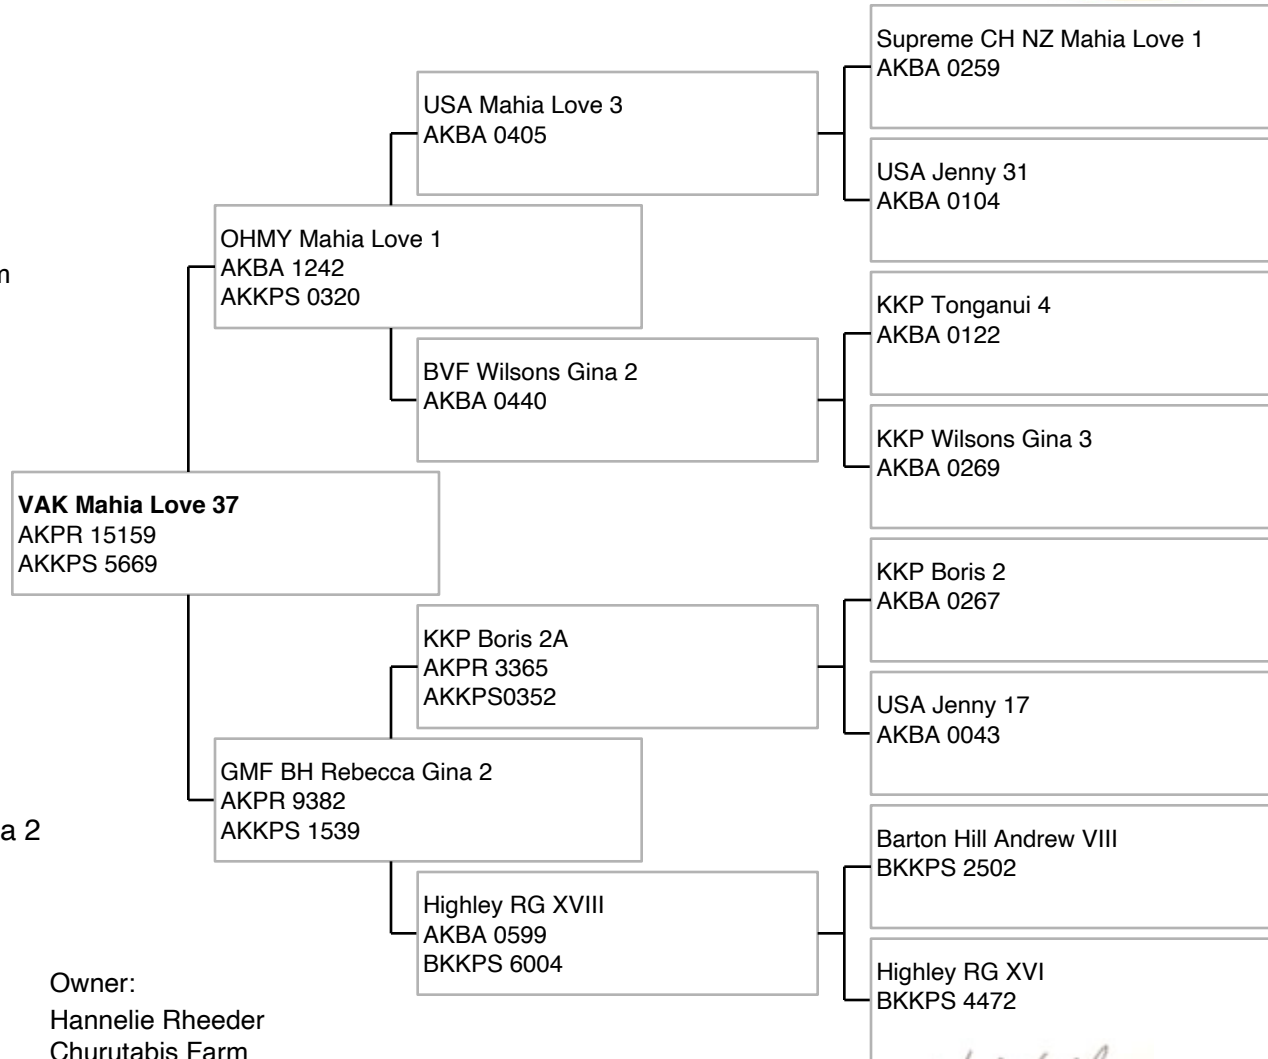 Supreme CH NZ Mahia Love 1
AKBA 0259
USA Mahia Love 3
AKBA 0405
USA Jenny 31
AKBA 0104
OHMY Mahia Love 1
AKBA 1242
AKKPS 0320
KKP Tonganui 4
AKBA 0122
BVF Wilsons Gina 2
AKBA 0440
KKP Wilsons Gina 3
AKBA 0269
VAK Mahia Love 37
AKPR 15159
AKKPS 5669
KKP Boris 2
AKBA 0267
KKP Boris 2A
AKPR 3365
AKKPS0352
USA Jenny 17
AKBA 0043
GMF BH Rebecca Gina 2
AKPR 9382
AKKPS 1539
a 2
Barton Hill Andrew VIII
BKKPS 2502
Highley RG XVIII
AKBA 0599
BKKPS 6004
Highley RG XVI
BKKPS 4472
Owner:
Hannelie Rheeder
Churutabis Farm